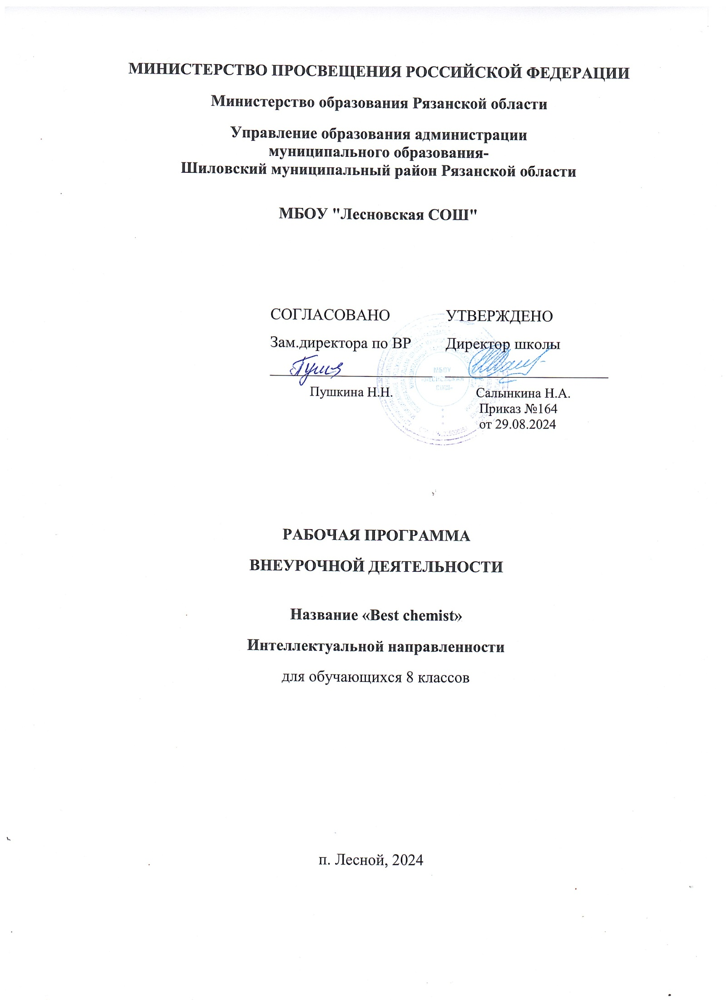 МИНИСТЕРСТВО ПРОСВЕЩЕНИЯ РОССИЙСКОЙ ФЕДЕРАЦИИ
Министерство образования Рязанской области
Управление образования администрации
муниципального образования-
Шиловский муниципальный район Рязанской области
МБОУ "Лесновская СОШ"
СОГЛАСОВАНО УТВЕРЖДЕНО
Зам.директора по ВР Директор школы
МБОУ
«ЛЕСНОВСКАЯ
СОШ»
Пушкина Н.Н. Салынкина Н.А.
Приказ №164
от 29.08.2024
РАБОЧАЯ ПРОГРАММА
ВНЕУРОЧНОЙ ДЕЯТЕЛЬНОСТИ
Название «Best chemist»
Интеллектуальной направленности
для обучающихся 8 классов
п. Лесной, 2024